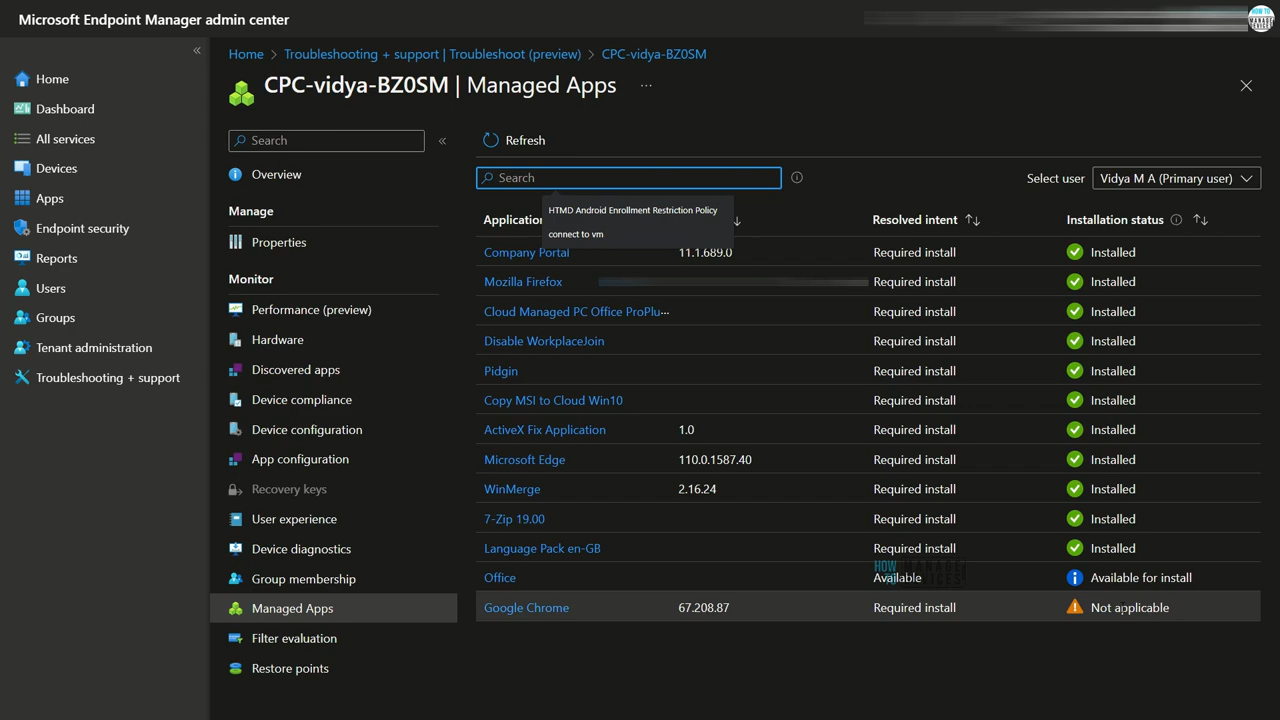 Microsoft Endpoint Manager admin center
HOW TO
MANAGE
DEVICES
Home > Troubleshooting + support | Troubleshoot (preview) > CPC-vidya-BZ0SM
CPC-vidya-BZ0SM | Managed Apps ...
Home
Dashboard
All services
Devices
Apps
Endpoint security
Reports
Users
Groups
Tenant administration
Troubleshooting + support
Search
Overview
Manage
Properties
Monitor
Performance (preview)
Hardware
Discovered apps
Device compliance
Device configuration
App configuration
Recovery keys
User experience
Device diagnostics
Group membership
Managed Apps
Filter evaluation
Restore points
Refresh
Search
Select user Vidya M A (Primary user)
HTMD Android Enrollment Restriction Policy
connect to vm
Application Resolved intent Installation status
Company Portal 11.1.689.0 Required install Installed
Mozilla Firefox Required install Installed
Cloud Managed PC Office ProPlu... Required install Installed
Disable WorkplaceJoin Required install Installed
Pidgin Required install Installed
Copy MSI to Cloud Win10 Required install Installed
ActiveX Fix Application 1.0 Required install Installed
Microsoft Edge 110.0.1587.40 Required install Installed
WinMerge 2.16.24 Required install Installed
7-Zip 19.00 Required install Installed
Language Pack en-GB Required install Installed
HOW TO MANAGE DEVICES
Office Available Available for install
Google Chrome 67.208.87 Required install Not applicable